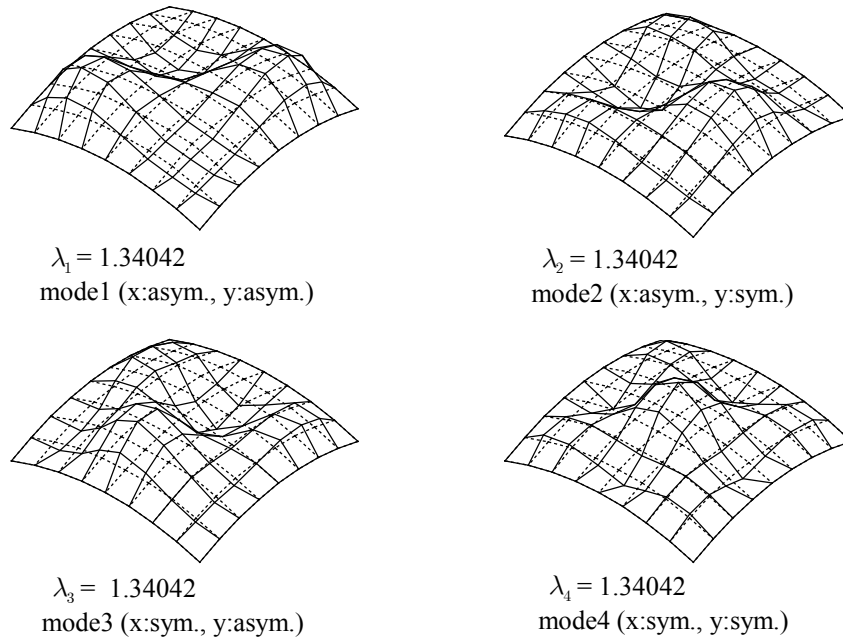 λ₁ = 1.34042
mode1 (x:asym., y:asym.)
λ₂ = 1.34042
mode2 (x:asym., y:sym.)
λ₃ = 1.34042
mode3 (x:sym., y:asym.)
λ₄ = 1.34042
mode4 (x:sym., y:sym.)